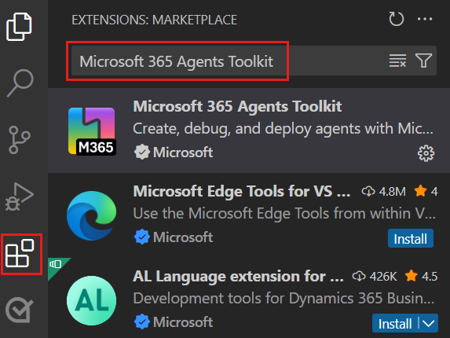 EXTENSIONS: MARKETPLACE
Microsoft 365 Agents Toolkit
Microsoft 365 Agents Toolkit
Create, debug, and deploy agents with Mic...
M365
Microsoft
Microsoft Edge Tools for VS ... 4.8M 4
Use the Microsoft Edge Tools from within V...
Microsoft Install
AL Language extension for ... 426K 4.5
AL
Development tools for Dynamics 365 Busin...
Microsoft Install